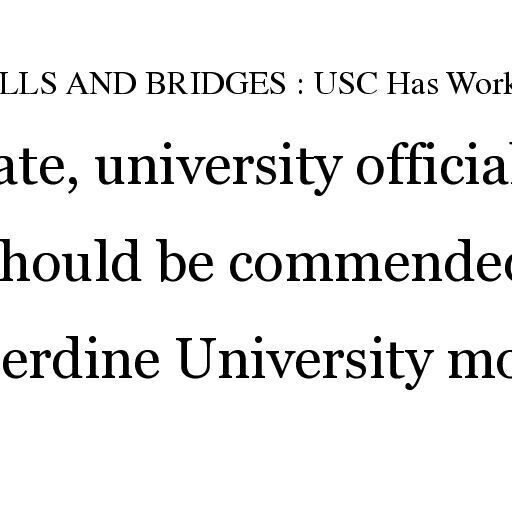 LLS AND BRIDGES : USC Has Work
ate, university official
hould be commended
erdine University mo